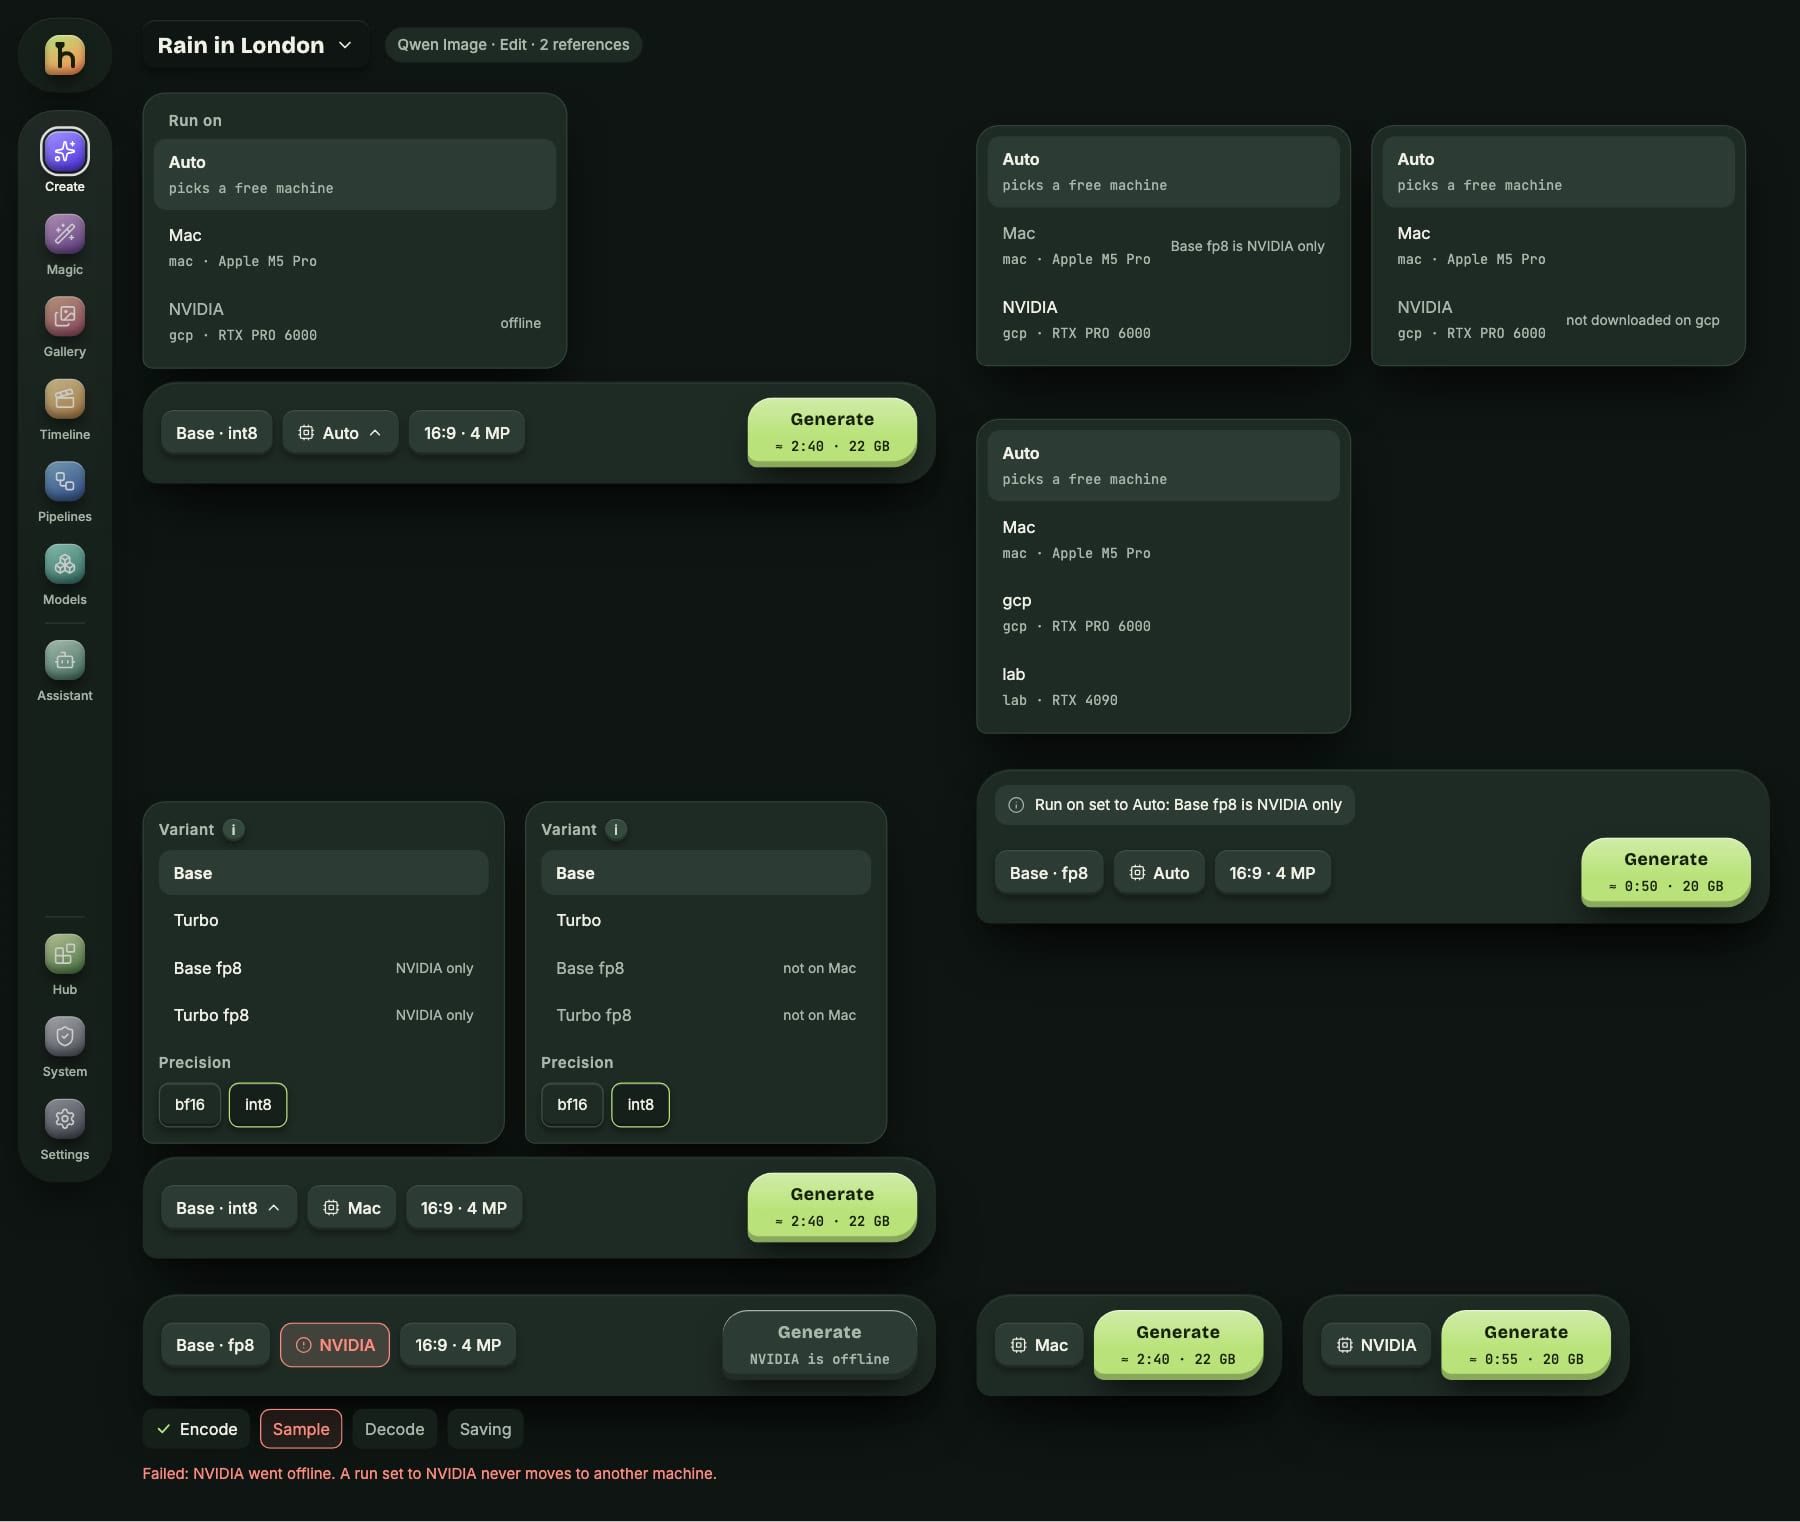 Rain in London
Qwen Image · Edit · 2 references
Create
Magic
Gallery
Timeline
Pipelines
Models
Assistant
Hub
System
Settings
Run on
Auto
picks a free machine
Mac
mac · Apple M5 Pro
NVIDIA
gcp · RTX PRO 6000
offline
Base · int8
Auto
16:9 · 4 MP
Generate
≈ 2:40 · 22 GB
Auto
picks a free machine
Mac
mac · Apple M5 Pro
Base fp8 is NVIDIA only
NVIDIA
gcp · RTX PRO 6000
Auto
picks a free machine
Mac
mac · Apple M5 Pro
NVIDIA
gcp · RTX PRO 6000
not downloaded on gcp
Auto
picks a free machine
Mac
mac · Apple M5 Pro
gcp
gcp · RTX PRO 6000
lab
lab · RTX 4090
Variant i
Base
Turbo
Base fp8 NVIDIA only
Turbo fp8 NVIDIA only
Precision
bf16 int8
Variant i
Base
Turbo
Base fp8 not on Mac
Turbo fp8 not on Mac
Precision
bf16 int8
Base · int8
Mac
16:9 · 4 MP
Generate
≈ 2:40 · 22 GB
Run on set to Auto: Base fp8 is NVIDIA only
Base · fp8
Auto
16:9 · 4 MP
Generate
≈ 0:50 · 20 GB
Base · fp8
NVIDIA
16:9 · 4 MP
Generate
NVIDIA is offline
Encode
Sample
Decode
Saving
Failed: NVIDIA went offline. A run set to NVIDIA never moves to another machine.
Mac
Generate
≈ 2:40 · 22 GB
NVIDIA
Generate
≈ 0:55 · 20 GB